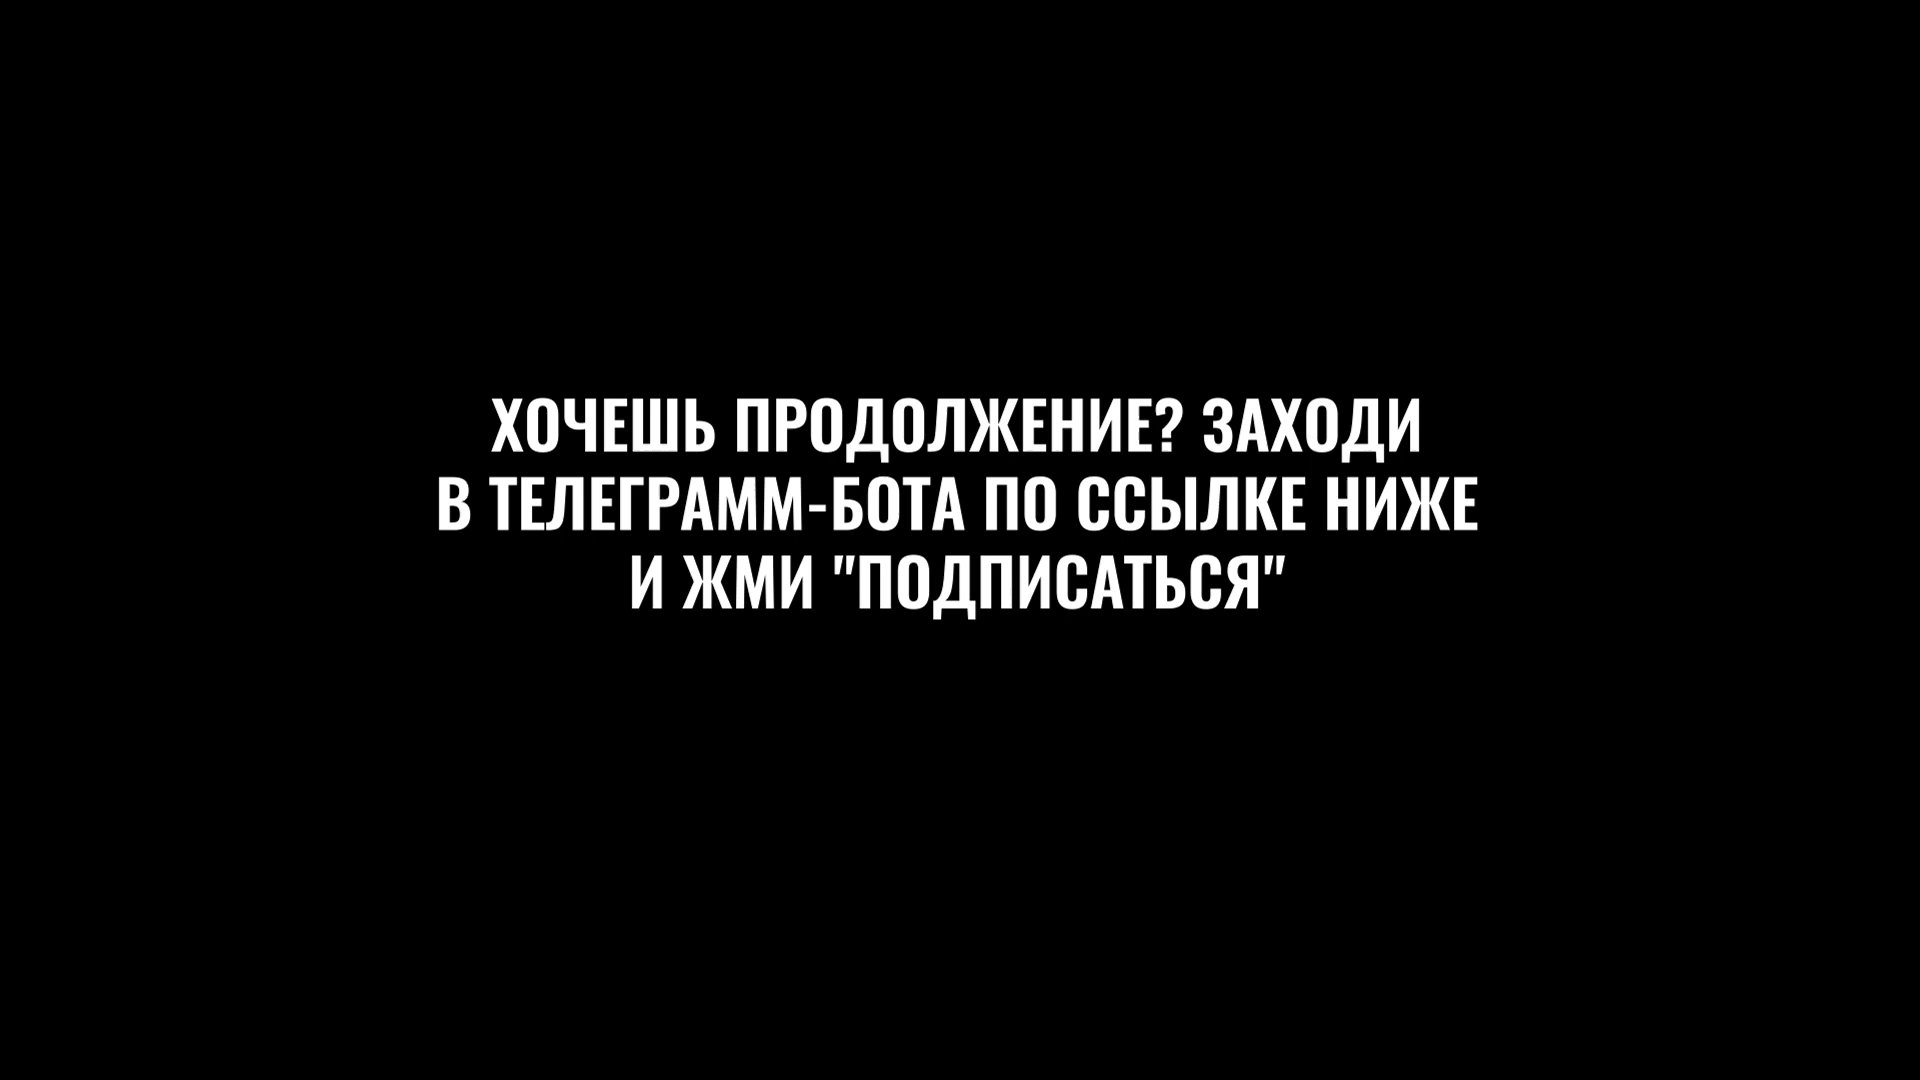 ХОЧЕШЬ ПРОДОЛЖЕНИЕ? ЗАХОДИ
В ТЕЛЕГРАММ-БОТА ПО ССЫЛКЕ НИЖЕ
И ЖМИ "ПОДПИСАТЬСЯ"